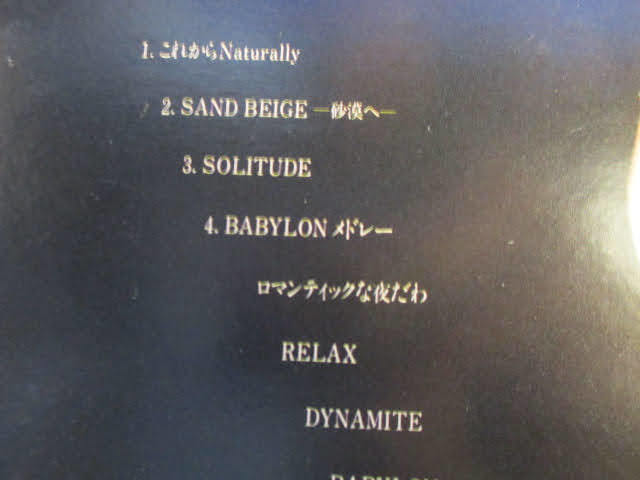 1. これからNaturally
2. SAND BEIGE —砂漠へ—
3. SOLITUDE
4. BABYLON メドレー
ロマンティックな夜だわ
RELAX
DYNAMITE
BABYLON